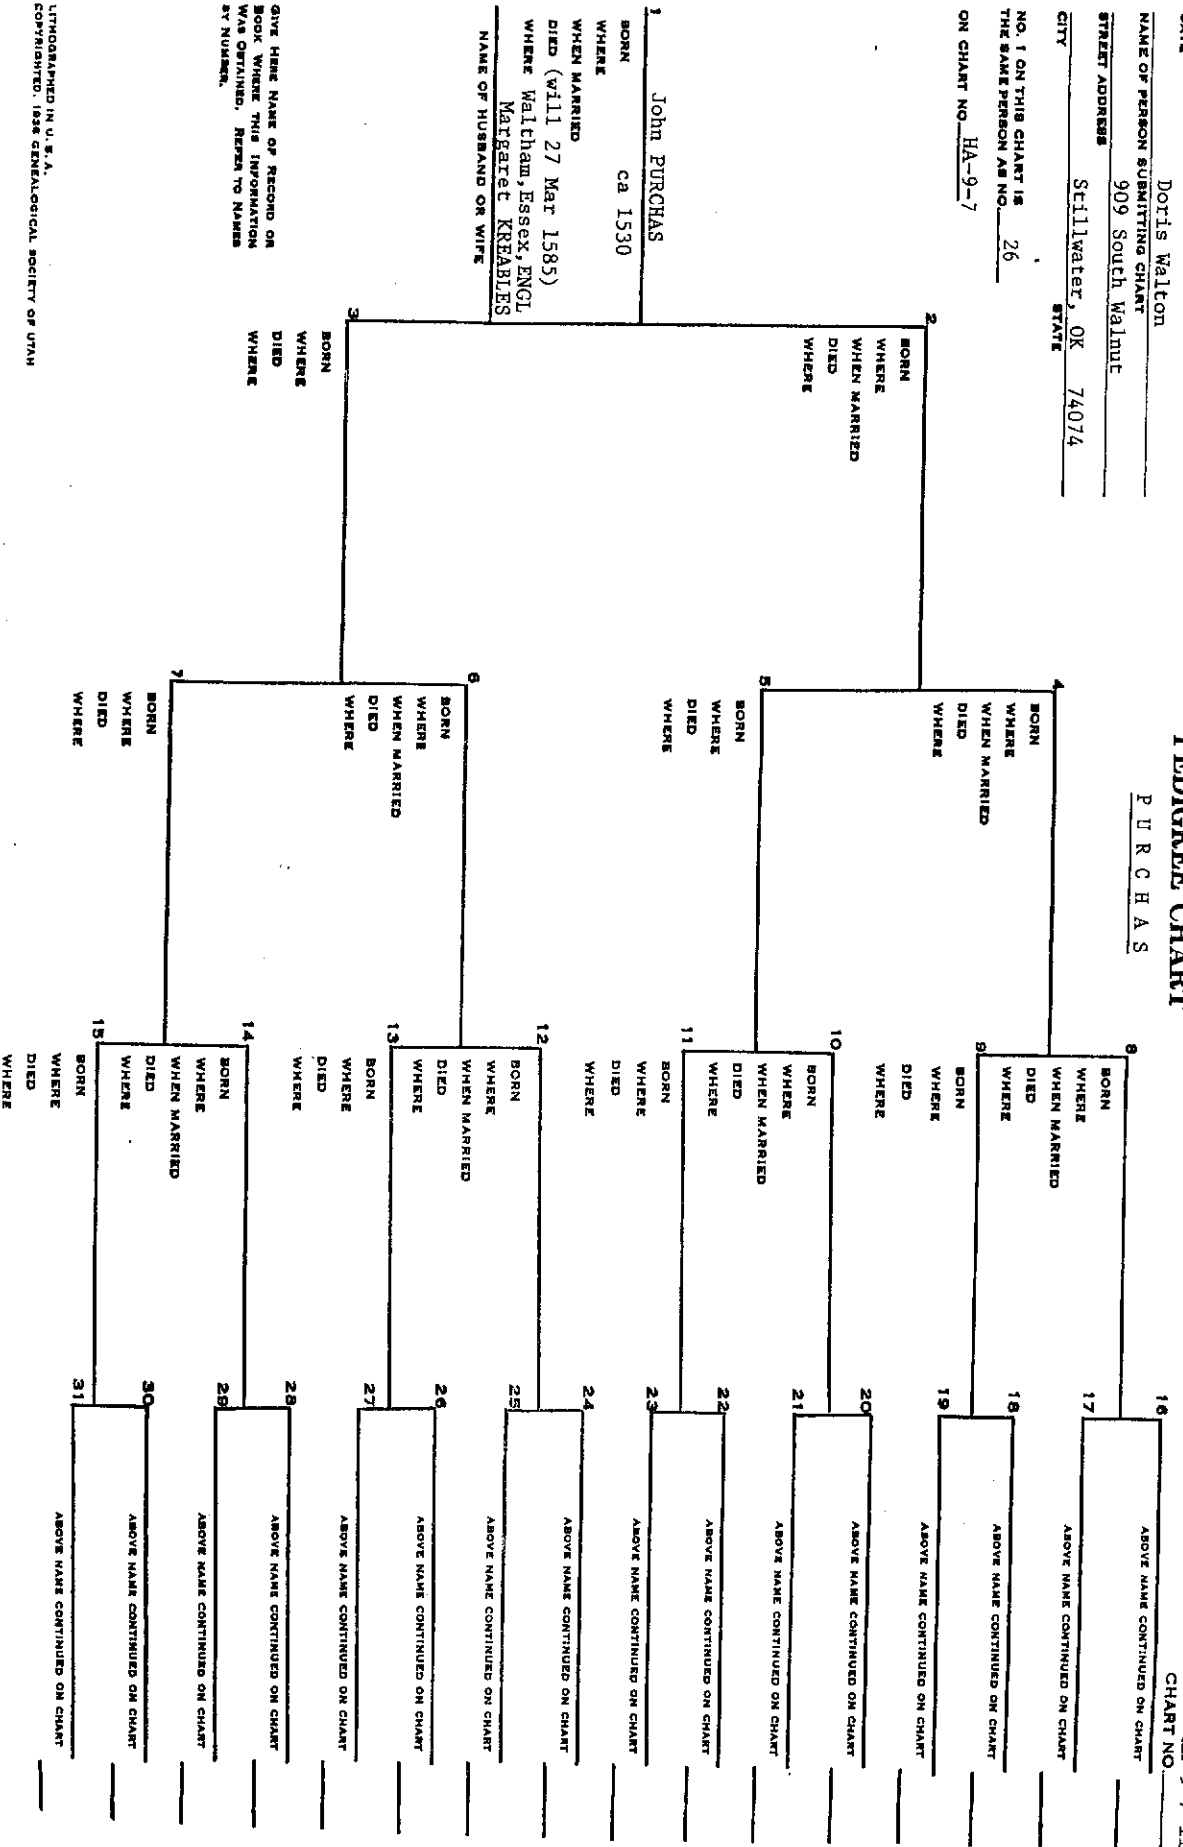 PEDIGREE CHART
PURCHAS
CHART NO.
Doris Walton
NAME OF PERSON SUBMITTING CHART
909 South Walnut
STREET ADDRESS
Stillwater, OK 74074
CITY STATE
NO. 1 ON THIS CHART IS
THE SAME PERSON AS NO. 26
ON CHART NO. HA-9-7
1 John PURCHAS
BORN ca 1530
WHERE
WHEN MARRIED
DIED (will 27 Mar 1585)
WHERE Waltham, Essex, ENGL
Margaret KREABLES
NAME OF HUSBAND OR WIFE
GIVE HERE NAME OF RECORD OR
BOOK WHERE THIS INFORMATION
WAS OBTAINED. REFER TO NAMES
BY NUMBER.
LITHOGRAPHED IN U. S. A.
COPYRIGHTED. 1936 GENEALOGICAL SOCIETY OF UTAH
2
BORN
WHERE
WHEN MARRIED
DIED
WHERE
3
BORN
WHERE
DIED
WHERE
4
BORN
WHERE
WHEN MARRIED
DIED
WHERE
5
BORN
WHERE
DIED
WHERE
6
BORN
WHERE
WHEN MARRIED
DIED
WHERE
7
BORN
WHERE
DIED
WHERE
8
BORN
WHERE
WHEN MARRIED
DIED
WHERE
9
BORN
WHERE
DIED
WHERE
10
BORN
WHERE
WHEN MARRIED
DIED
WHERE
11
BORN
WHERE
DIED
WHERE
12
BORN
WHERE
WHEN MARRIED
DIED
WHERE
13
BORN
WHERE
DIED
WHERE
14
BORN
WHERE
WHEN MARRIED
DIED
WHERE
15
BORN
WHERE
DIED
WHERE
16
ABOVE NAME CONTINUED ON CHART
17
ABOVE NAME CONTINUED ON CHART
18
ABOVE NAME CONTINUED ON CHART
19
ABOVE NAME CONTINUED ON CHART
20
ABOVE NAME CONTINUED ON CHART
21
ABOVE NAME CONTINUED ON CHART
22
ABOVE NAME CONTINUED ON CHART
23
ABOVE NAME CONTINUED ON CHART
24
ABOVE NAME CONTINUED ON CHART
25
ABOVE NAME CONTINUED ON CHART
26
ABOVE NAME CONTINUED ON CHART
27
ABOVE NAME CONTINUED ON CHART
28
ABOVE NAME CONTINUED ON CHART
29
ABOVE NAME CONTINUED ON CHART
30
ABOVE NAME CONTINUED ON CHART
31
ABOVE NAME CONTINUED ON CHART